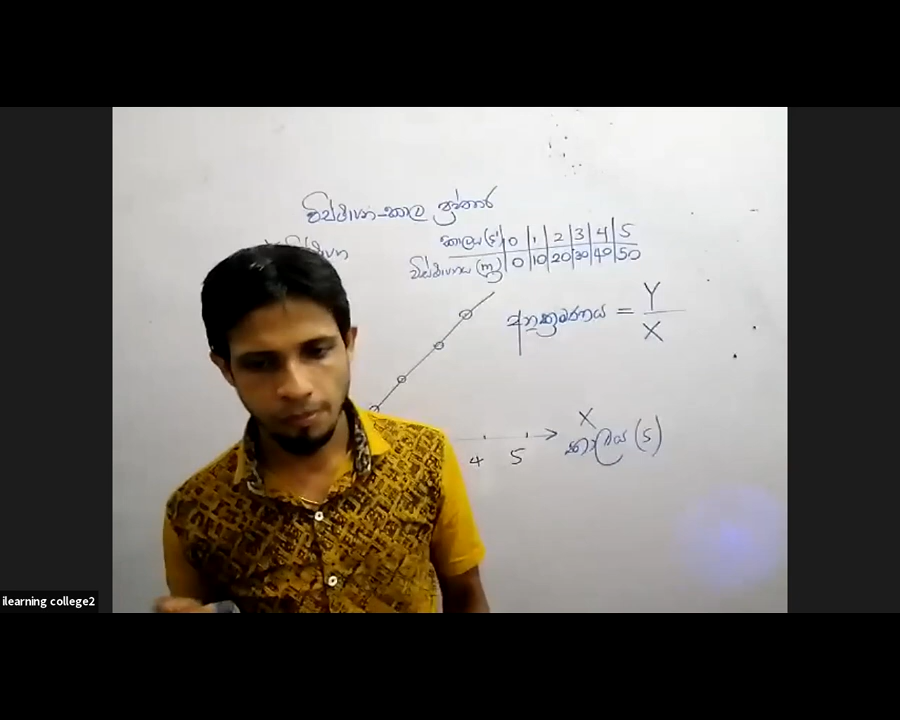 විස්ථාපන-කාල ප්‍රස්තාර
විස්ථාපන
කාලය (s) 0 1 2 3 4 5
විස්ථාපනය (m) 0 10 20 30 40 50
අනුක්‍රමණය = Y
X
X
4 5 කාලය (s)
ilearning college2